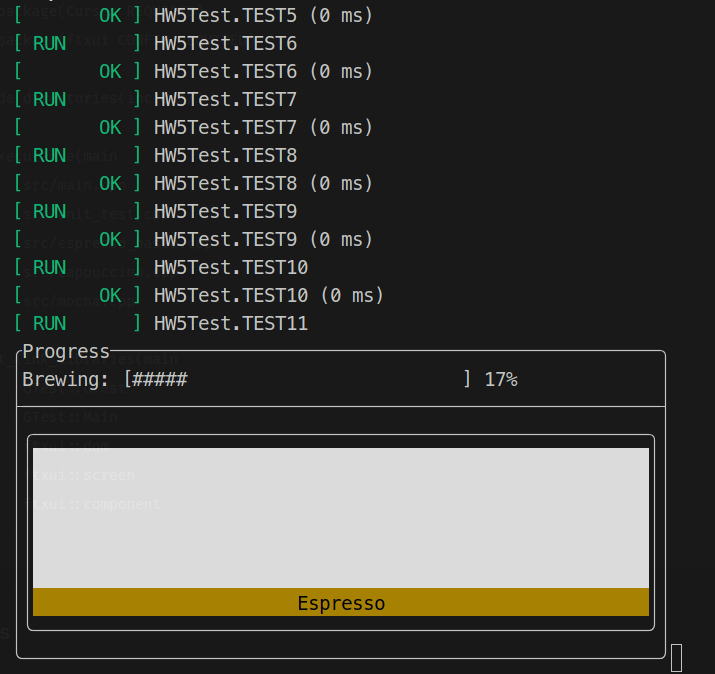 [       OK ] HW5Test.TEST5 (0 ms)
[ RUN      ] HW5Test.TEST6
[       OK ] HW5Test.TEST6 (0 ms)
[ RUN      ] HW5Test.TEST7
[       OK ] HW5Test.TEST7 (0 ms)
[ RUN      ] HW5Test.TEST8
[       OK ] HW5Test.TEST8 (0 ms)
[ RUN      ] HW5Test.TEST9
[       OK ] HW5Test.TEST9 (0 ms)
[ RUN      ] HW5Test.TEST10
[       OK ] HW5Test.TEST10 (0 ms)
[ RUN      ] HW5Test.TEST11
Progress
Brewing: [#####                         ] 17%
Espresso